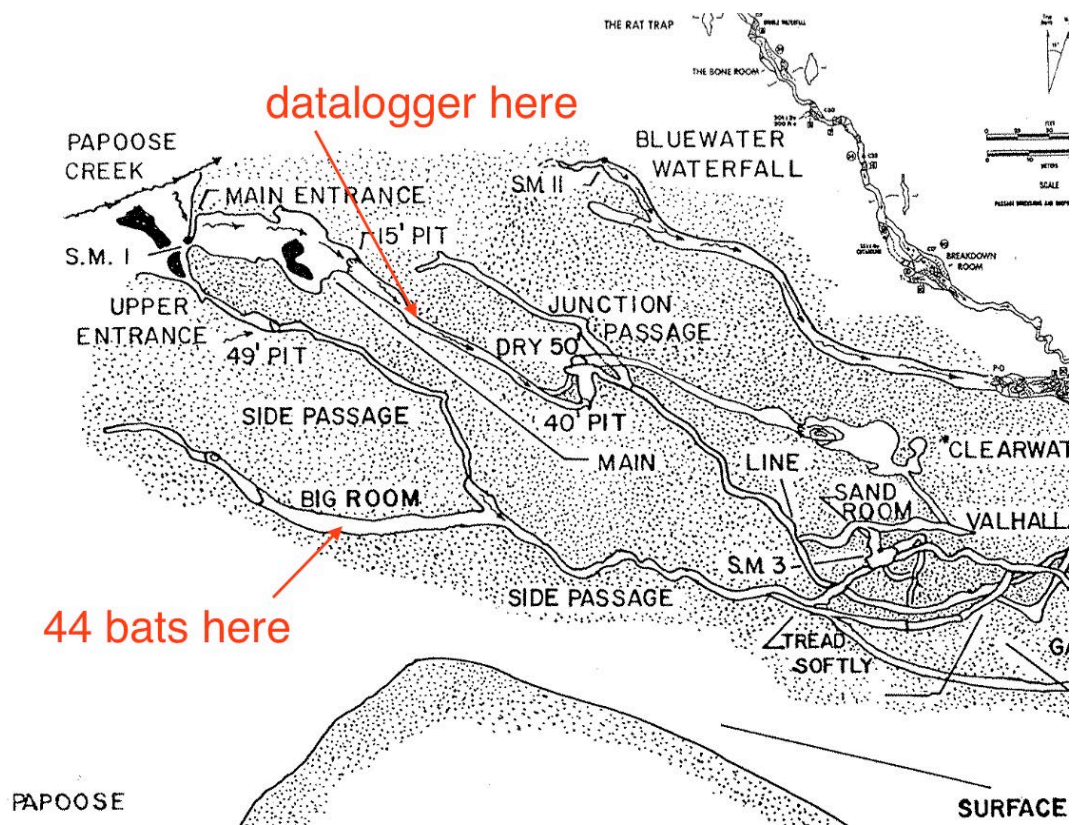 THE RAT TRAP
THE BONE ROOM
datalogger here
PAPOOSE
CREEK
BLUEWATER
WATERFALL
S.M. II
MAIN ENTRANCE
SCALE
15' PIT
S.M. I
BREAKDOWN
ROOM
UPPER
ENTRANCE
JUNCTION
PASSAGE
49' PIT
DRY 50'
P-D
SIDE PASSAGE
40' PIT
MAIN
LINE
CLEARWAT
BIG ROOM
SAND
ROOM
VALHALL
S.M. 3
SIDE PASSAGE
44 bats here
TREAD
SOFTLY
GA
PAPOOSE
SURFACE